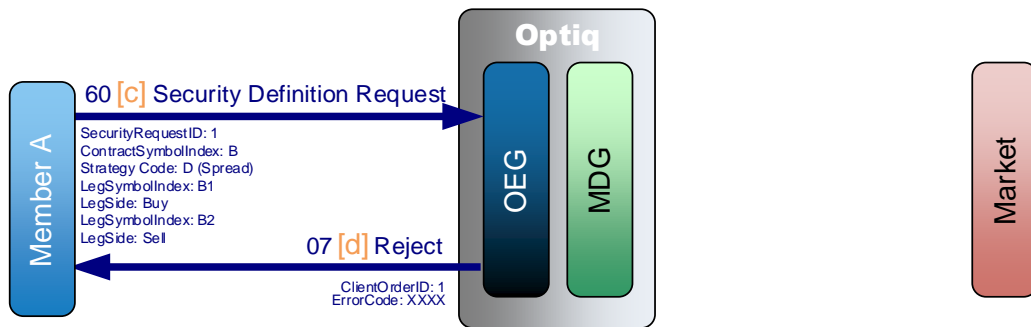 Optiq
60 [c] Security Definition Request
SecurityRequestID: 1
ContractSymbolIndex: B
Strategy Code: D (Spread)
LegSymbolIndex: B1
LegSide: Buy
LegSymbolIndex: B2
LegSide: Sell
07 [d] Reject
ClientOrderID: 1
ErrorCode: XXXX
Member A
OEG
MDG
Market